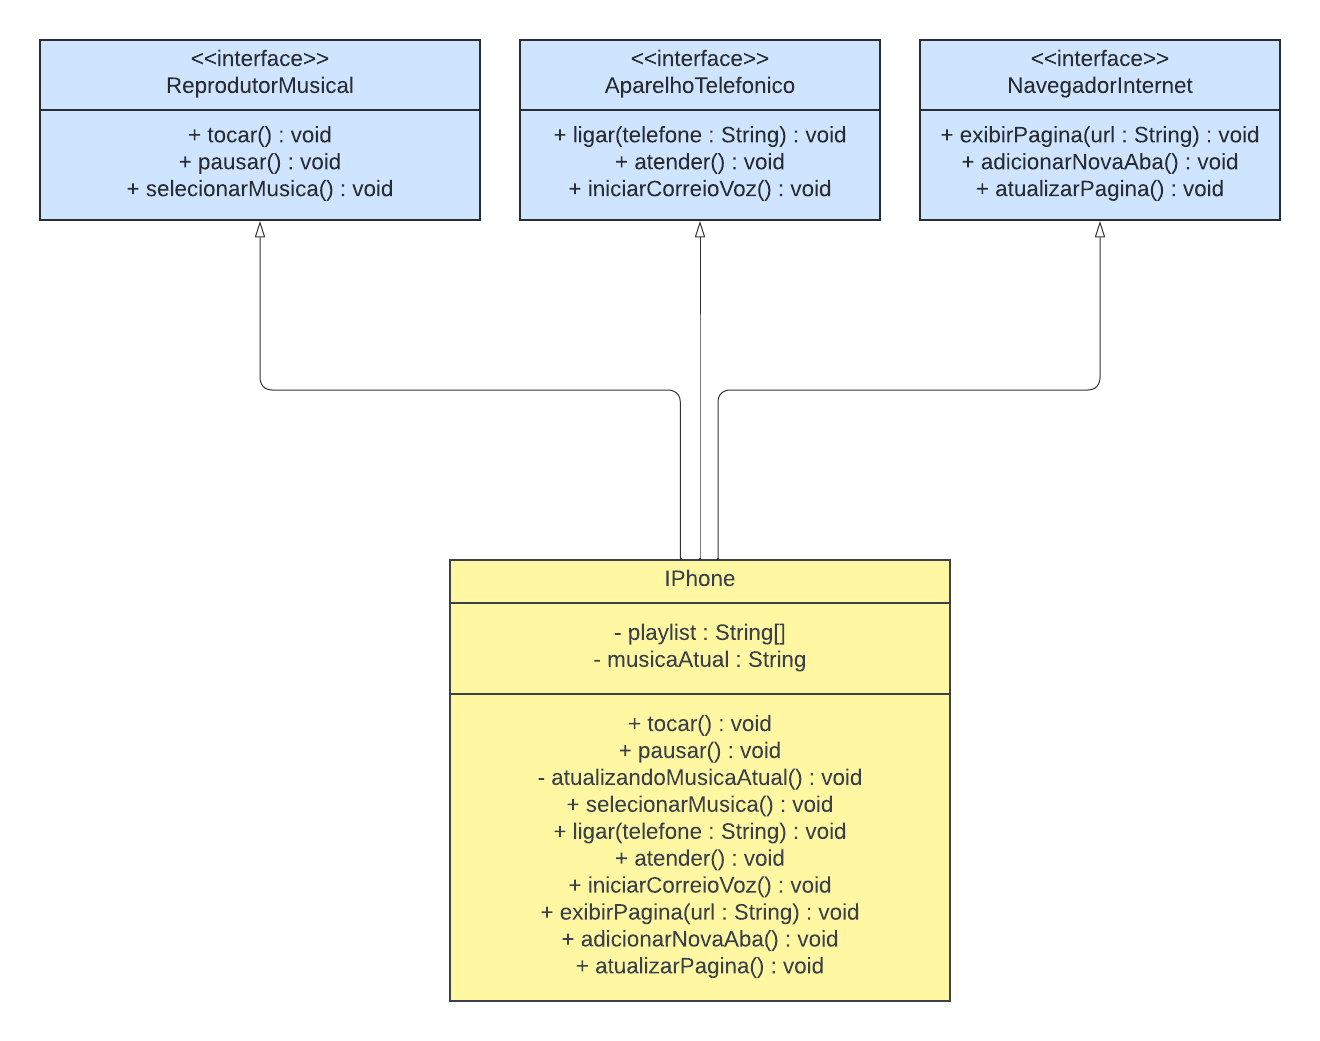 <<interface>>
ReprodutorMusical
+ tocar() : void
+ pausar() : void
+ selecionarMusica() : void
<<interface>>
AparelhoTelefonico
+ ligar(telefone : String) : void
+ atender() : void
+ iniciarCorreioVoz() : void
<<interface>>
NavegadorInternet
+ exibirPagina(url : String) : void
+ adicionarNovaAba() : void
+ atualizarPagina() : void
IPhone
- playlist : String[]
- musicaAtual : String
+ tocar() : void
+ pausar() : void
- atualizandoMusicaAtual() : void
+ selecionarMusica() : void
+ ligar(telefone : String) : void
+ atender() : void
+ iniciarCorreioVoz() : void
+ exibirPagina(url : String) : void
+ adicionarNovaAba() : void
+ atualizarPagina() : void